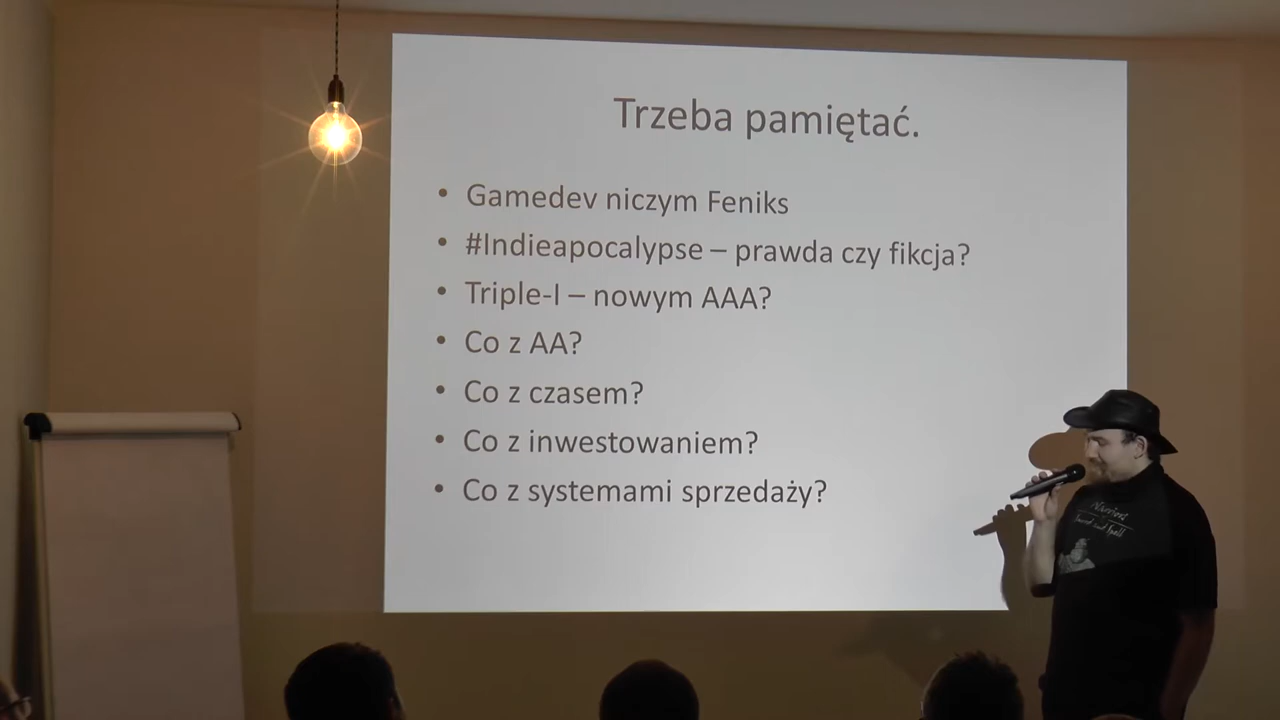 Trzeba pamiętać.
• Gamedev niczym Feniks
• #Indieapocalypse – prawda czy fikcja?
• Triple-I – nowym AAA?
• Co z AA?
• Co z czasem?
• Co z inwestowaniem?
• Co z systemami sprzedaży?